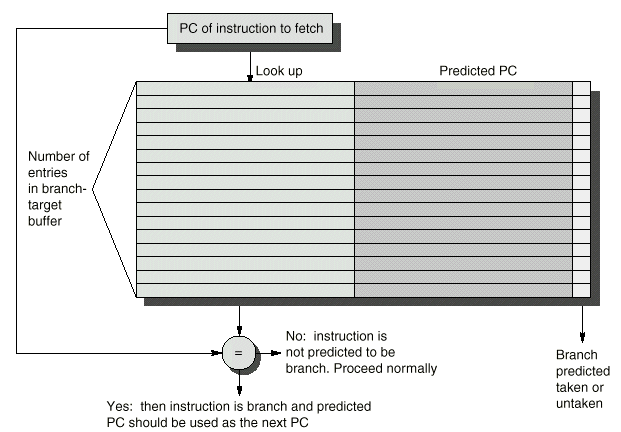 PC of instruction to fetch
Look up
Predicted PC
Number of
entries
in branch-
target
buffer
=
No: instruction is
not predicted to be
branch. Proceed normally
Branch
predicted
taken or
untaken
Yes: then instruction is branch and predicted
PC should be used as the next PC